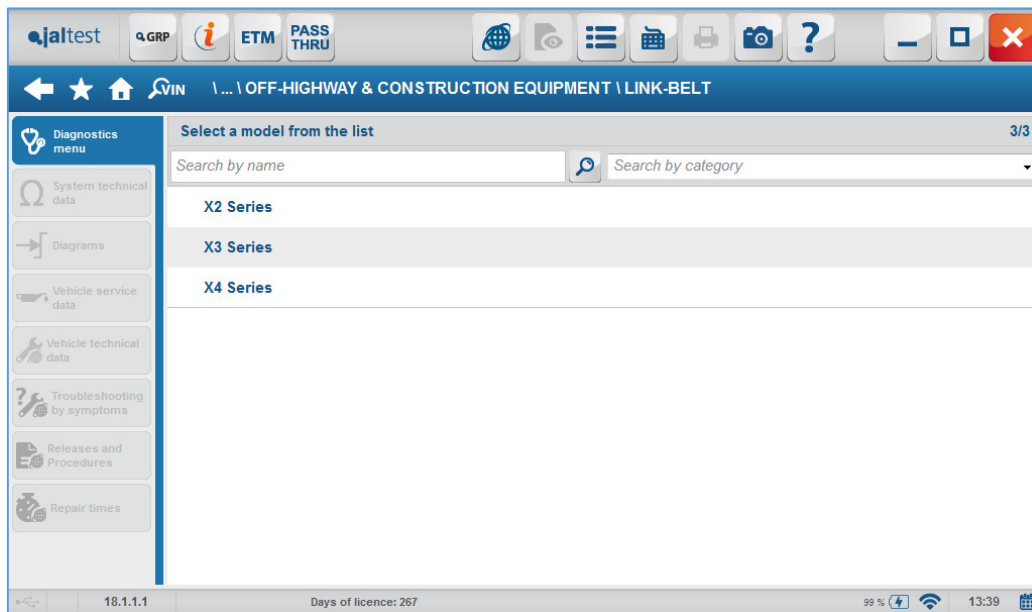 jaltest GRP i ETM PASS THRU ?
VIN \ ... \ OFF-HIGHWAY & CONSTRUCTION EQUIPMENT \ LINK-BELT
Diagnostics menu
System technical data
Diagrams
Vehicle service data
Vehicle technical data
Troubleshooting by symptoms
Releases and Procedures
Repair times
Select a model from the list 3/3
Search by name Search by category
X2 Series
X3 Series
X4 Series
18.1.1.1 Days of licence: 267 99 % 13:39